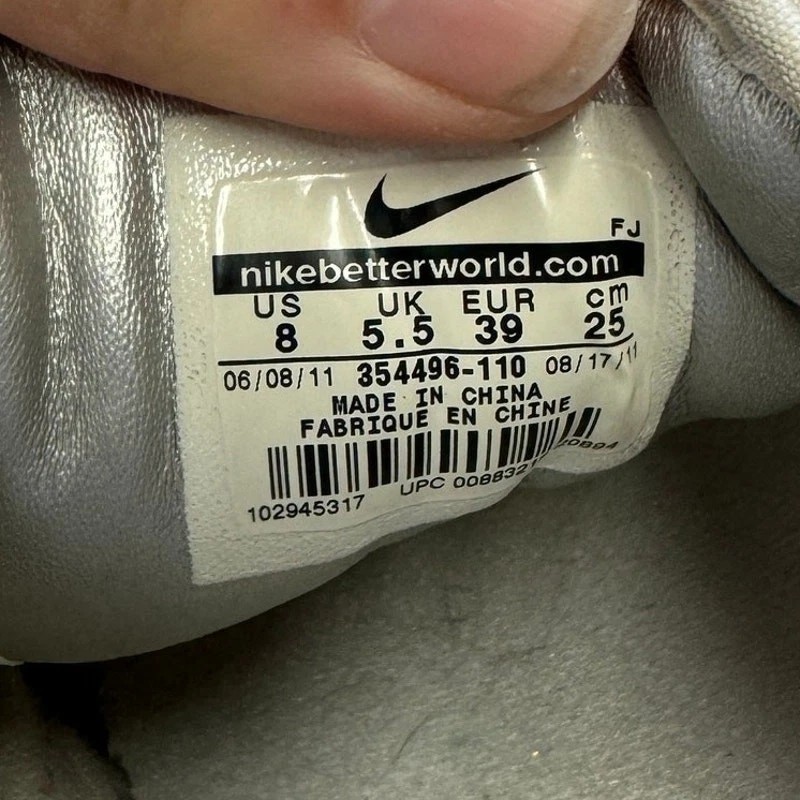 FJ
nikebetterworld.com
US UK EUR cm
8 5.5 39 25
06/08/11 354496-110 08/17/11
MADE IN CHINA
FABRIQUE EN CHINE
102945317 UPC